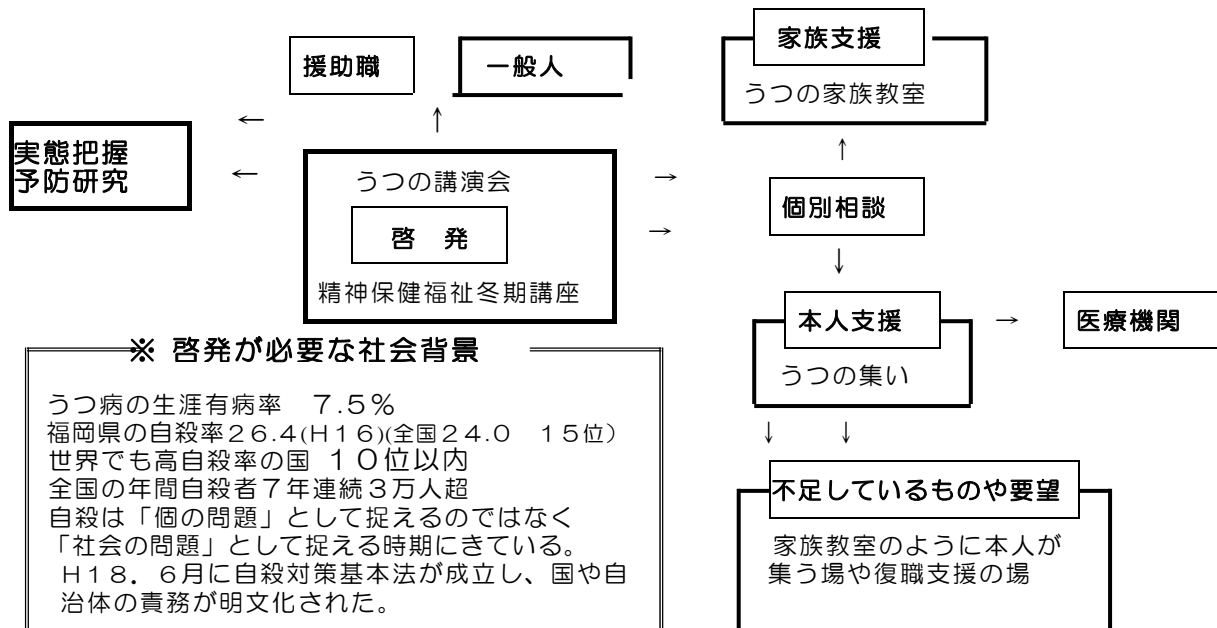 援助職
一般人
家族支援
うつの家族教室
←
↑
実態把握
予防研究
←
うつの講演会
→
↑
個別相談
啓　発
→
精神保健福祉冬期講座
↓
本人支援
→
医療機関
うつの集い
※ 啓発が必要な社会背景
うつ病の生涯有病率　7.5%
福岡県の自殺率２６.４(H１６)(全国２４.０　１５位）
世界でも高自殺率の国 １０位以内
全国の年間自殺者７年連続３万人超
自殺は「個の問題」として捉えるのではなく
「社会の問題」として捉える時期にきている。
H１８．６月に自殺対策基本法が成立し、国や自
治体の責務が明文化された。
↓ ↓
不足しているものや要望
家族教室のように本人が
集う場や復職支援の場